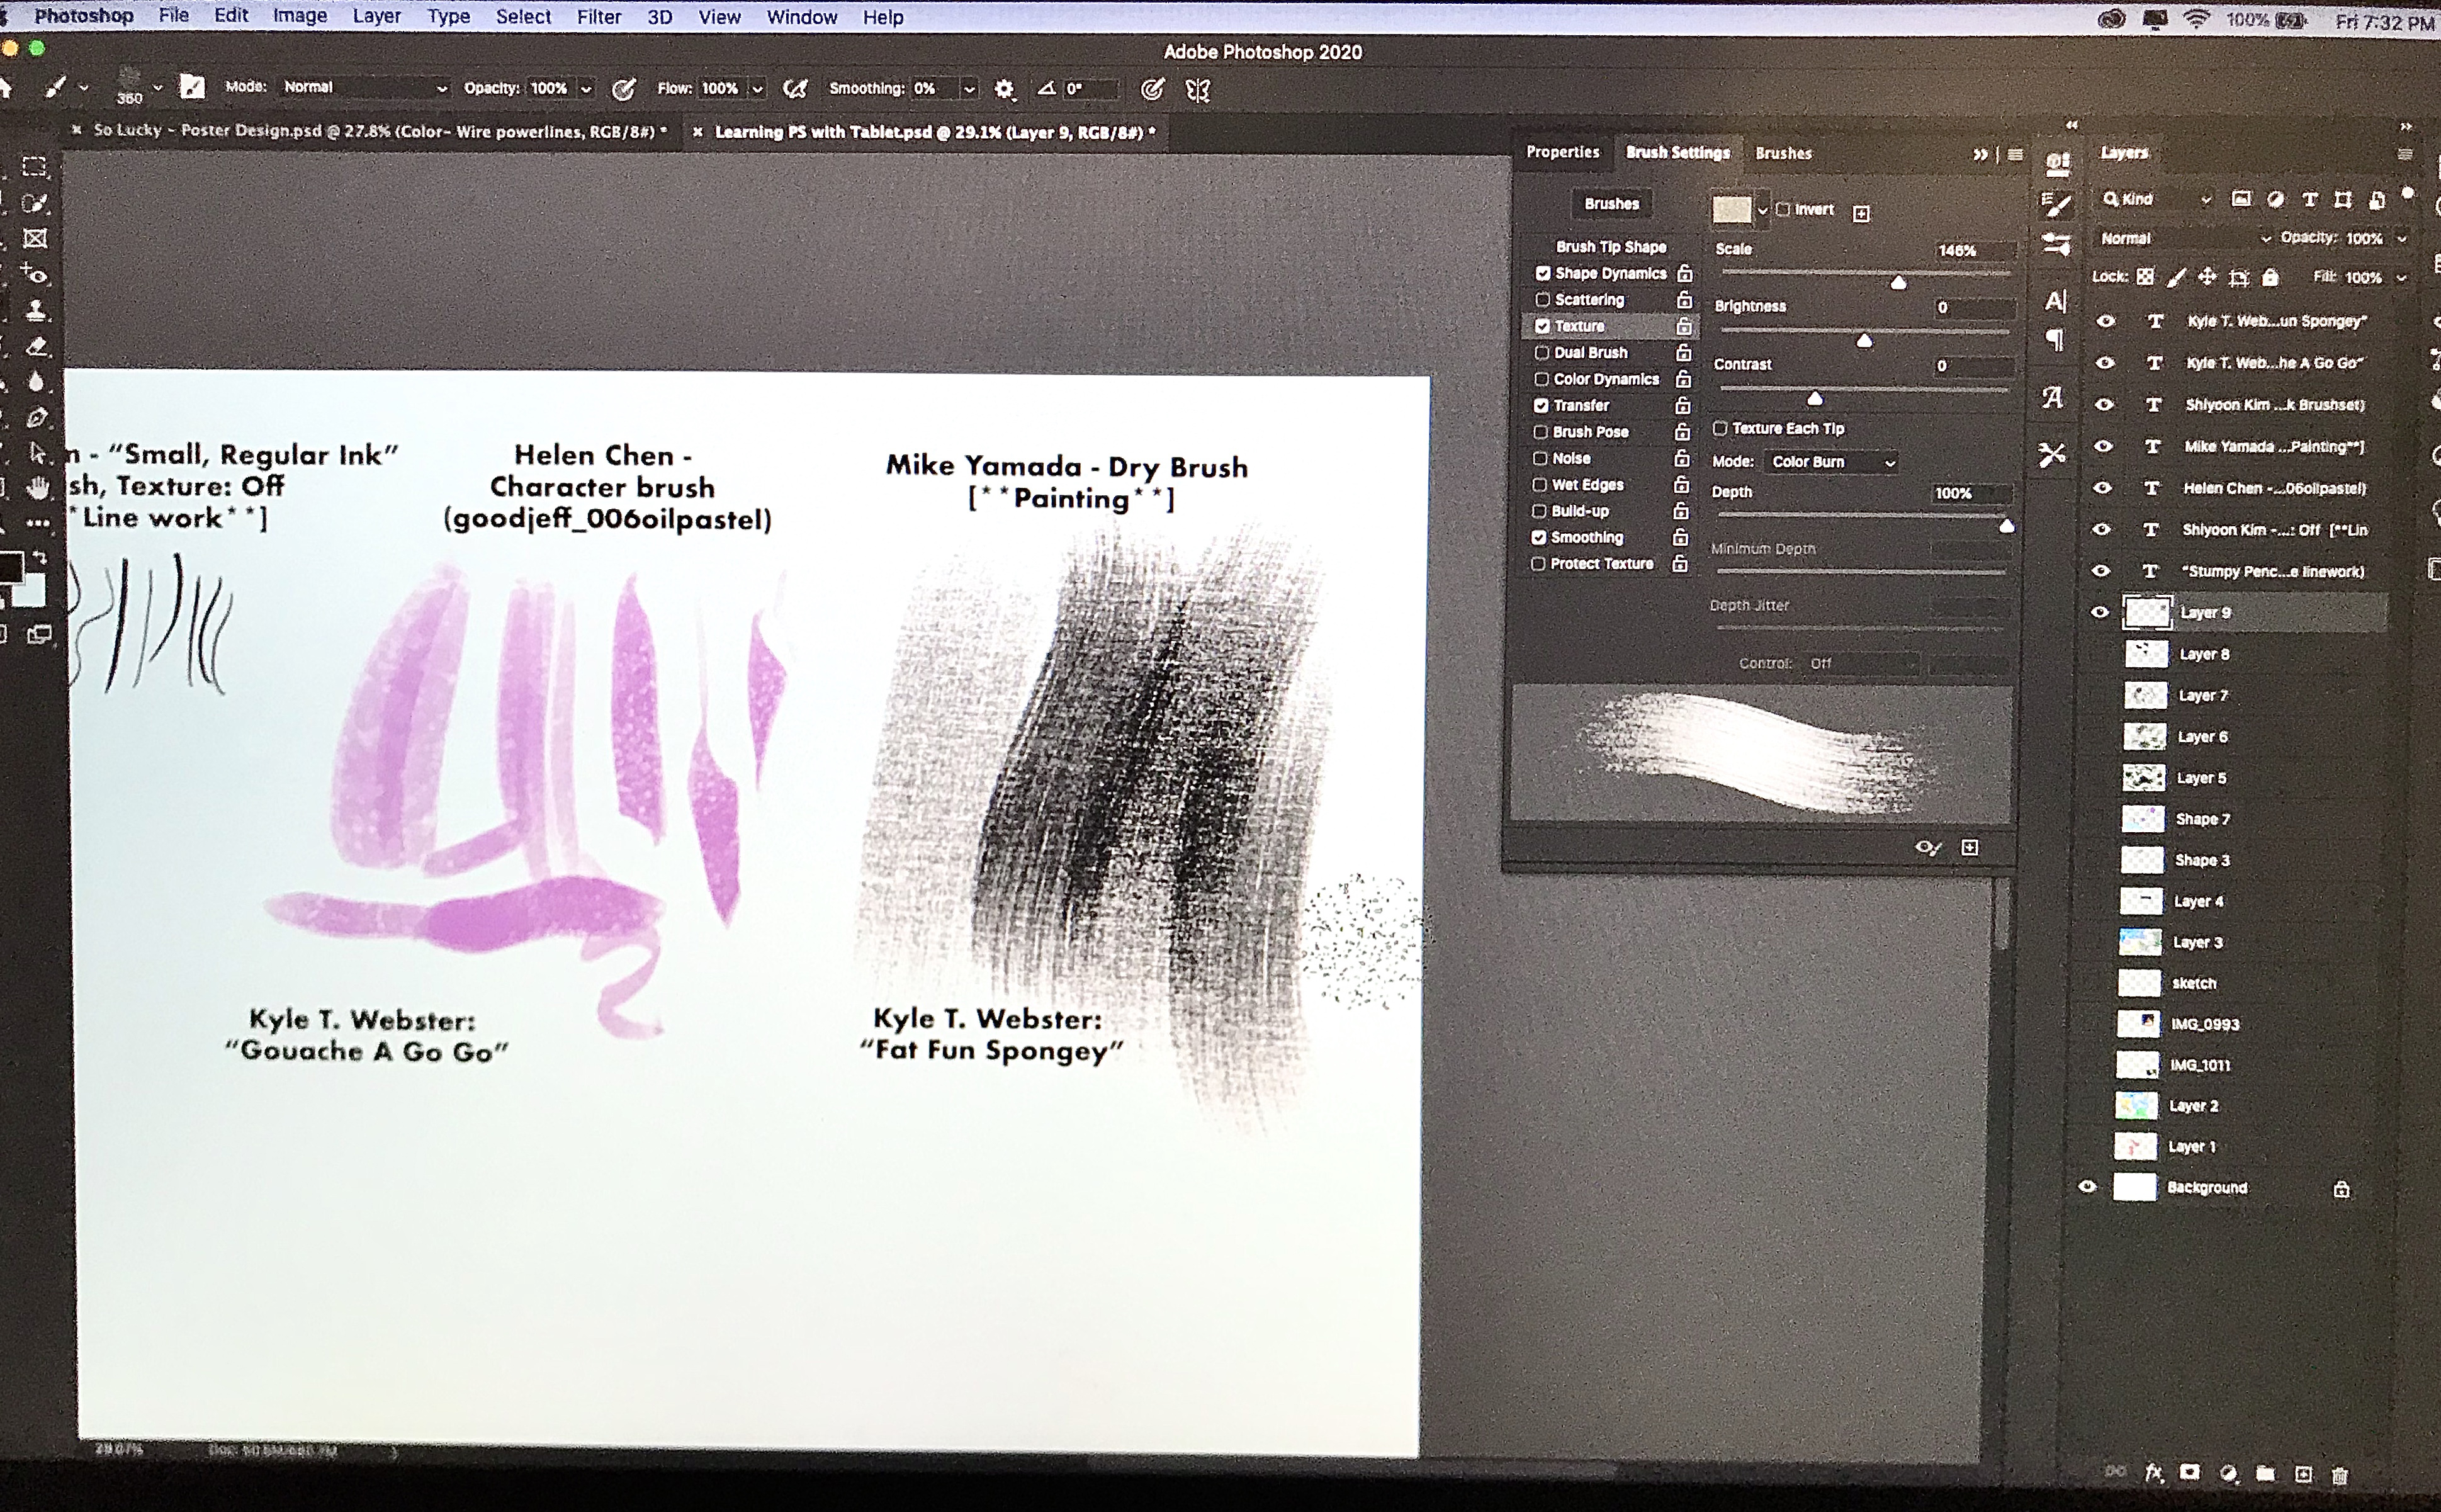 Photoshop File Edit Image Layer Type Select Filter 3D View Window Help 100% Fri 7:32 PM
Adobe Photoshop 2020
350 Mode: Normal Opacity: 100% Flow: 100% Smoothing: 0% 0°
× So Lucky - Poster Design.psd @ 27.8% (Color- Wire powerlines, RGB/8#) * × Learning PS with Tablet.psd @ 29.1% (Layer 9, RGB/8#) *
n - “Small, Regular Ink”
sh, Texture: Off
*Line work**]
Helen Chen -
Character brush
(goodjeff_006oilpastel)
Mike Yamada - Dry Brush
[**Painting**]
Kyle T. Webster:
“Gouache A Go Go”
Kyle T. Webster:
“Fat Fun Spongey”
29.07%
Properties Brush Settings Brushes
Brushes
Invert
Brush Tip Shape
Shape Dynamics
Scattering
Texture
Dual Brush
Color Dynamics
Transfer
Brush Pose
Noise
Wet Edges
Build-up
Smoothing
Protect Texture
Scale 146%
Brightness 0
Contrast 0
Texture Each Tip
Mode: Color Burn
Depth 100%
Minimum Depth
Depth Jitter
Control: Off
Layers
Kind
Normal Opacity: 100%
Lock: Fill: 100%
Kyle T. Web...un Spongey”
Kyle T. Web...he A Go Go”
Shiyoon Kim ...k Brushset)
Mike Yamada ...Painting**]
Helen Chen -...06oilpastel)
Shiyoon Kim -...: Off [**Lin
“Stumpy Penc...e linework)
Layer 9
Layer 8
Layer 7
Layer 6
Layer 5
Shape 7
Shape 3
Layer 4
Layer 3
sketch
IMG_0993
IMG_1011
Layer 2
Layer 1
Background